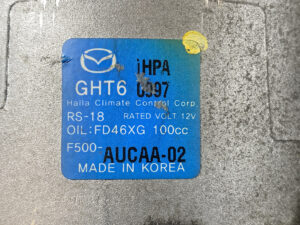 iHPA
GHT6 0097
Halla Climate Control Corp.
RS-18 RATED VOLT 12V
OIL:FD46XG 100cc
F500-AUCAA-02
MADE IN KOREA